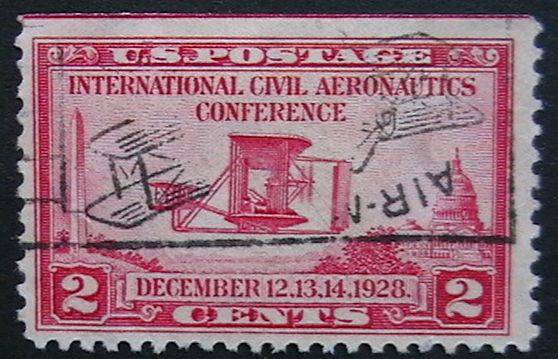 U.S. POSTAGE
INTERNATIONAL CIVIL AERONAUTICS
CONFERENCE
AIR-
2 DECEMBER 12.13.14.1928. 2
CENTS